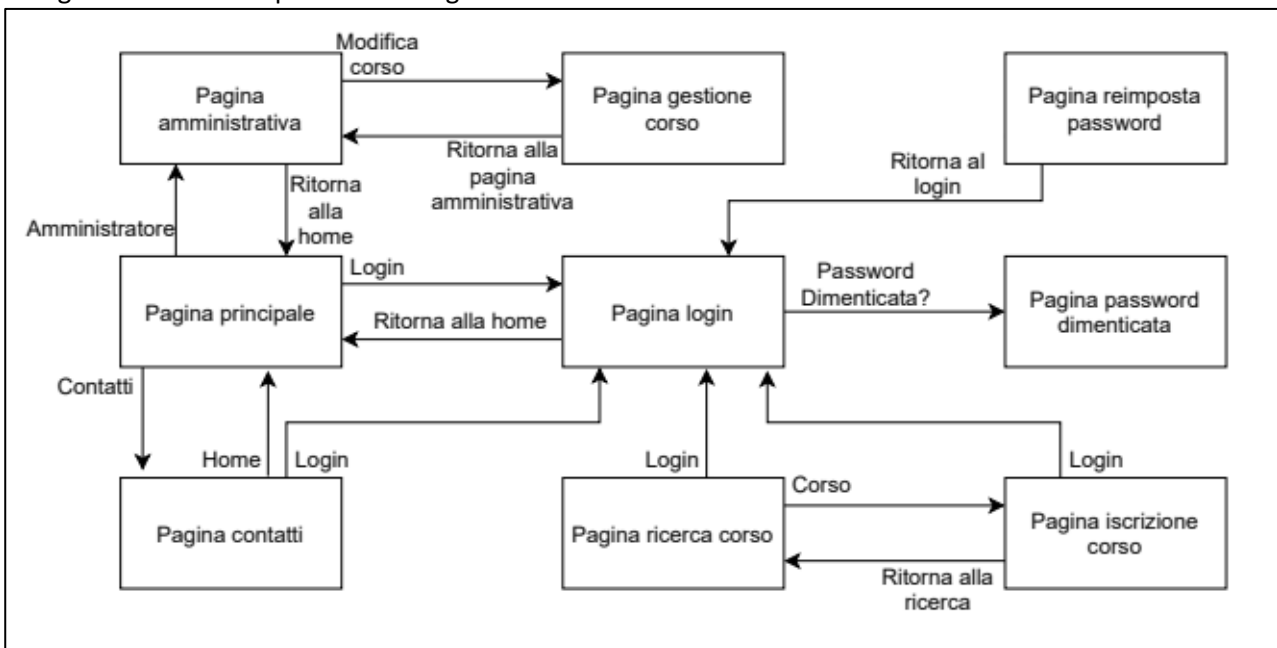 Modifica
corso
Pagina
amministrativa
Pagina gestione
corso
Pagina reimposta
password
Ritorna alla
pagina
amministrativa
Ritorna al
login
Ritorna
alla
home
Amministratore
Login
Password
Dimenticata?
Pagina principale
Ritorna alla home
Pagina login
Pagina password
dimenticata
Contatti
Home
Login
Login
Login
Corso
Pagina contatti
Pagina ricerca corso
Pagina iscrizione
corso
Ritorna alla
ricerca